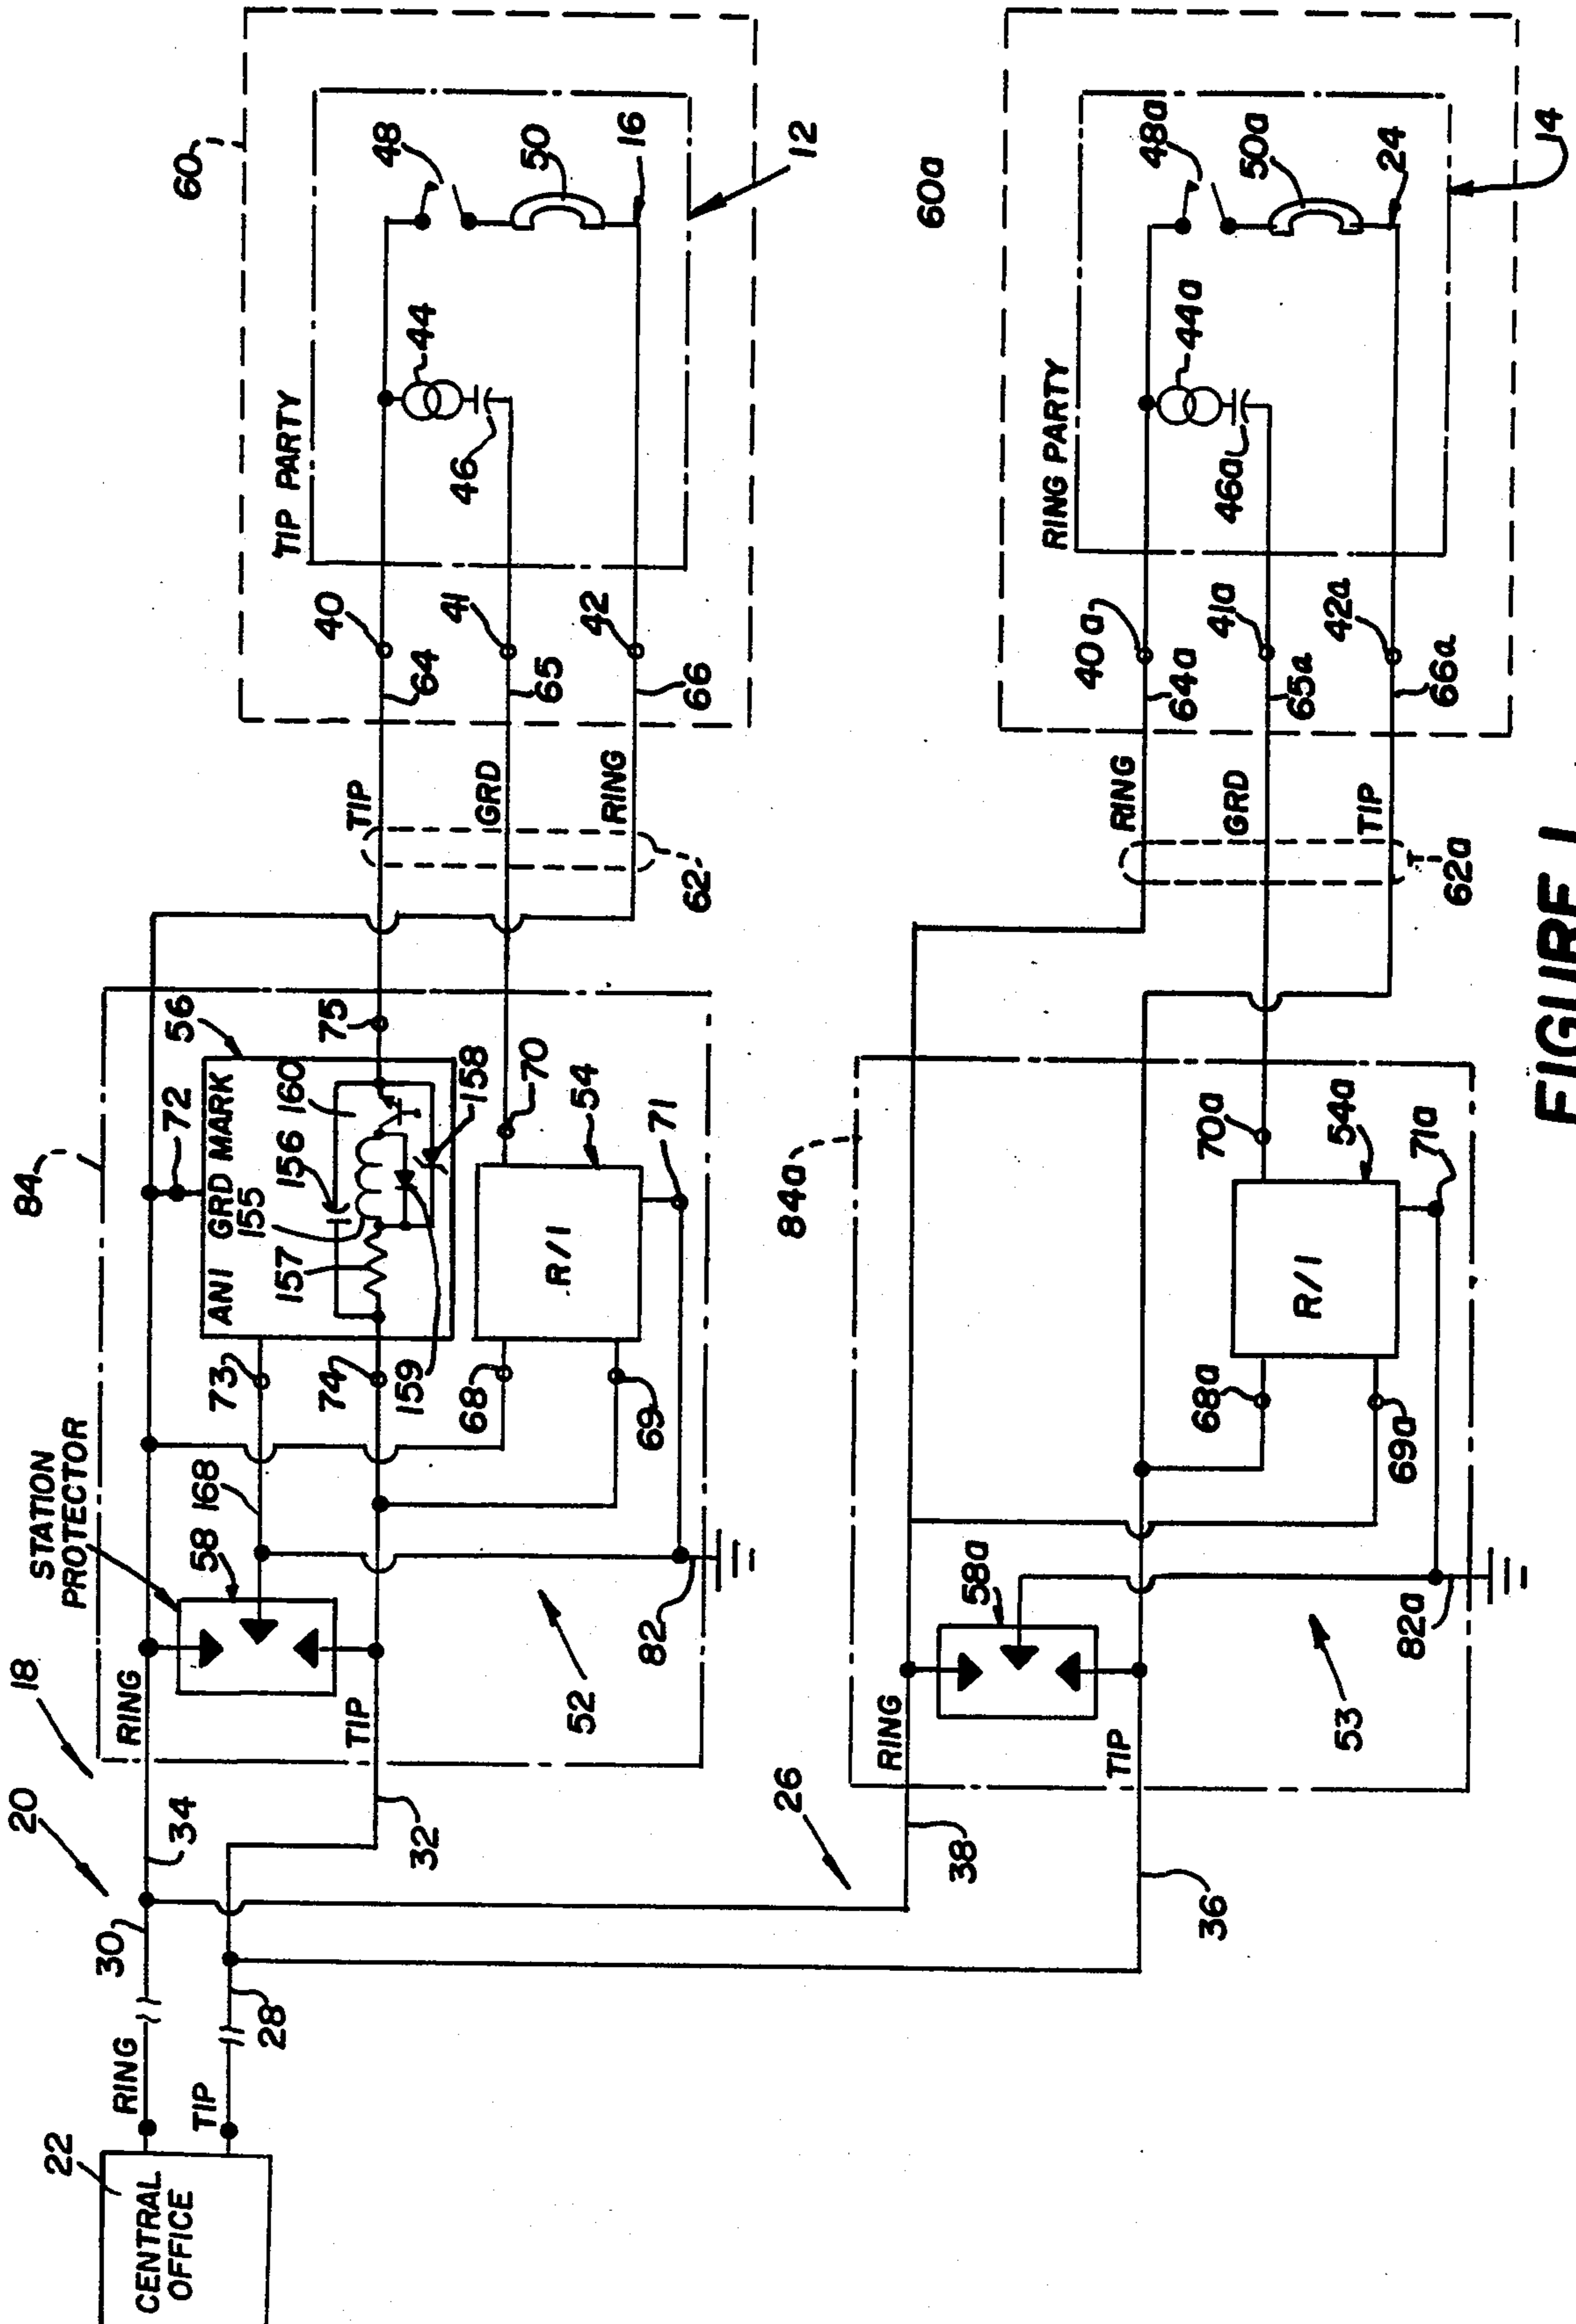 22
CENTRAL
OFFICE
RING
TIP
30
28
20
18
34
32
26
38
36
84
STATION
PROTECTOR
RING
TIP
58
168
52
82
73
74
159
68
69
72
56
ANI GRD MARK
155
157
156
160
158
75
R/I
70
54
71
TIP
GRD
RING
62
60
TIP PARTY
40
64
41
65
42
66
44
46
48
50
16
12
84a
RING
TIP
58a
53
82a
68a
69a
R/I
70a
54a
71a
RING
GRD
TIP
62a
60a
RING PARTY
40a
64a
41a
65a
42a
66a
44a
46a
48a
50a
24
14
FIGURE 1